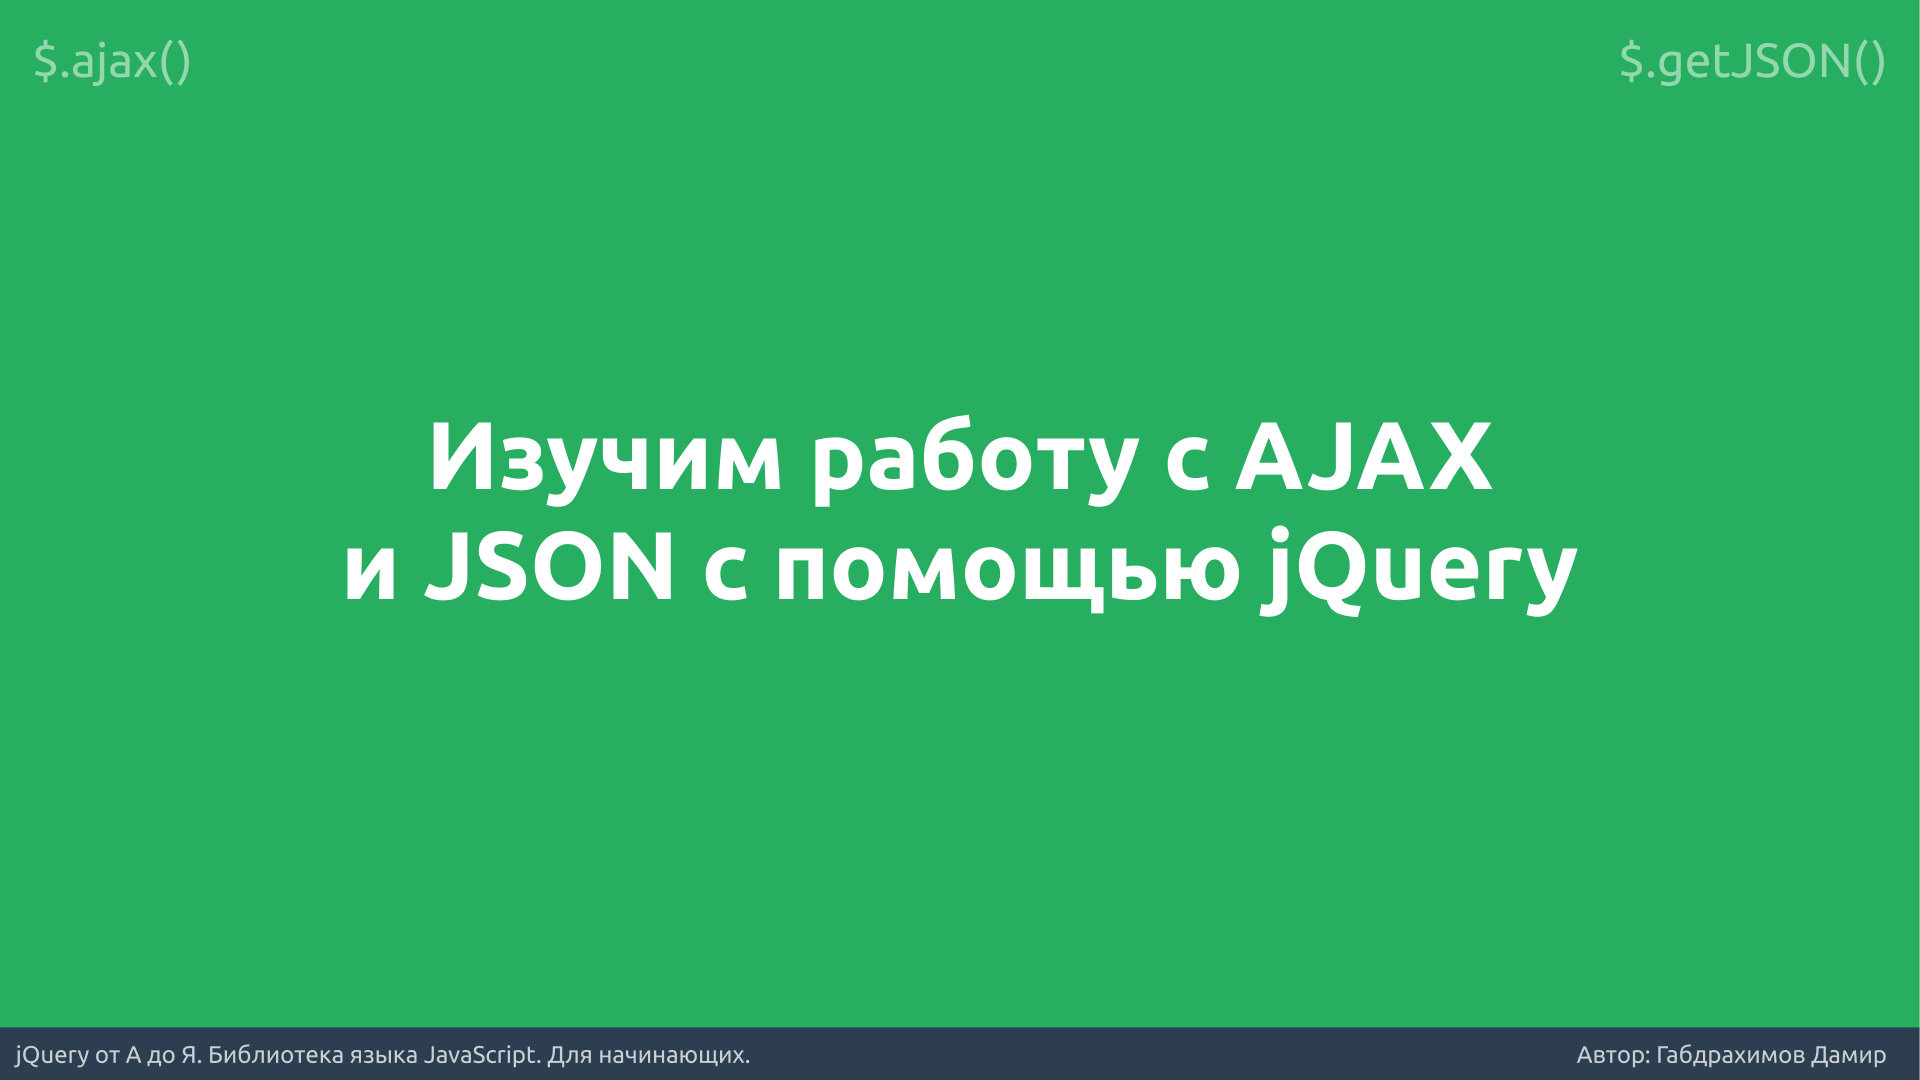 $.ajax()
$.getJSON()
Изучим работу с AJAX
и JSON с помощью jQuery
jQuery от А до Я. Библиотека языка JavaScript. Для начинающих.
Автор: Габдрахимов Дамир